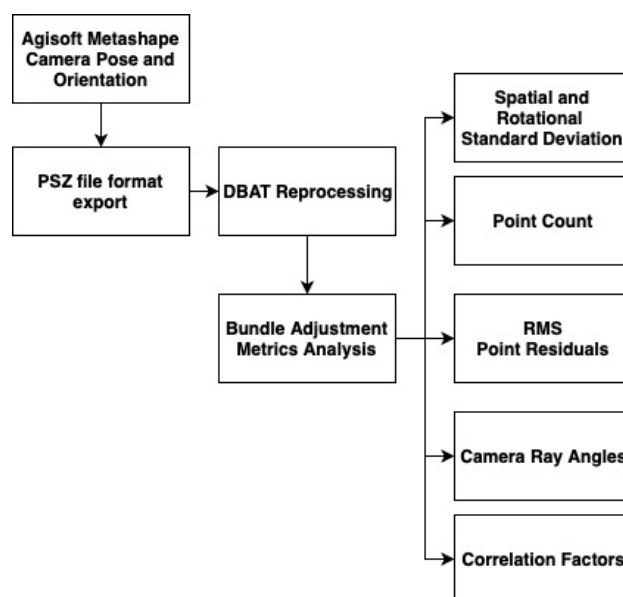 Agisoft Metashape
Camera Pose and
Orientation
PSZ file format
export
DBAT Reprocessing
Bundle Adjustment
Metrics Analysis
Spatial and
Rotational
Standard Deviation
Point Count
RMS
Point Residuals
Camera Ray Angles
Correlation Factors